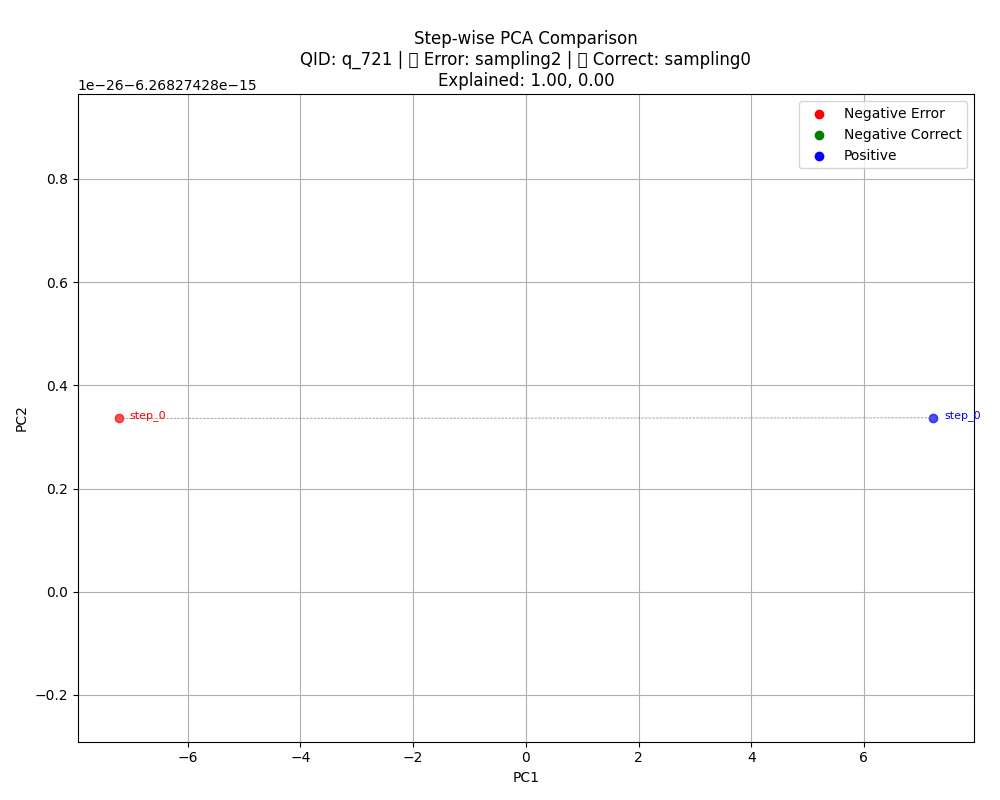 Step-wise PCA Comparison
QID: q_721 | Error: sampling2 | Correct: sampling0
Explained: 1.00, 0.00
1e−26−6.26827428e−15
Negative Error
Negative Correct
Positive
0.8
0.6
0.4
0.2
0.0
−0.2
PC2
step_0
step_0
−6
−4
−2
0
2
4
6
PC1